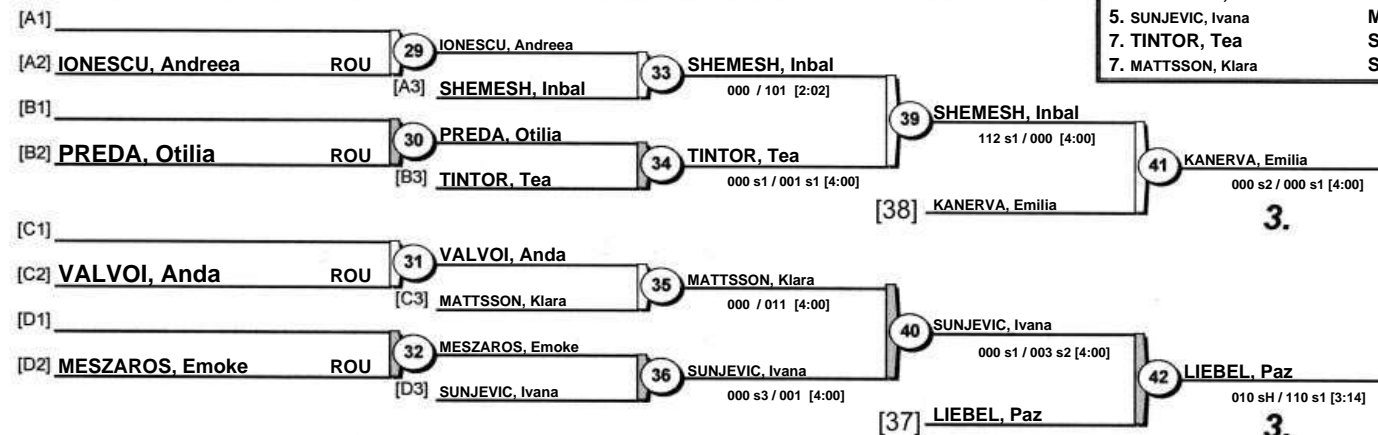 [A1]
[A2] IONESCU, Andreea ROU
29
IONESCU, Andreea
[A3] SHEMESH, Inbal
33
SHEMESH, Inbal
000 / 101 [2:02]
[B1]
[B2] PREDA, Otilia ROU
30
PREDA, Otilia
[B3] TINTOR, Tea
34
TINTOR, Tea
000 s1 / 001 s1 [4:00]
39
SHEMESH, Inbal
112 s1 / 000 [4:00]
[38] KANERVA, Emilia
41
KANERVA, Emilia
000 s2 / 000 s1 [4:00]
3.
[C1]
[C2] VALVOI, Anda ROU
31
VALVOI, Anda
[C3] MATTSSON, Klara
35
MATTSSON, Klara
000 / 011 [4:00]
[D1]
[D2] MESZAROS, Emoke ROU
32
MESZAROS, Emoke
[D3] SUNJEVIC, Ivana
36
SUNJEVIC, Ivana
000 s3 / 001 [4:00]
40
SUNJEVIC, Ivana
000 s1 / 003 s2 [4:00]
[37] LIEBEL, Paz
42
LIEBEL, Paz
010 sH / 110 s1 [3:14]
3.
5. SUNJEVIC, Ivana M
7. TINTOR, Tea S
7. MATTSSON, Klara S